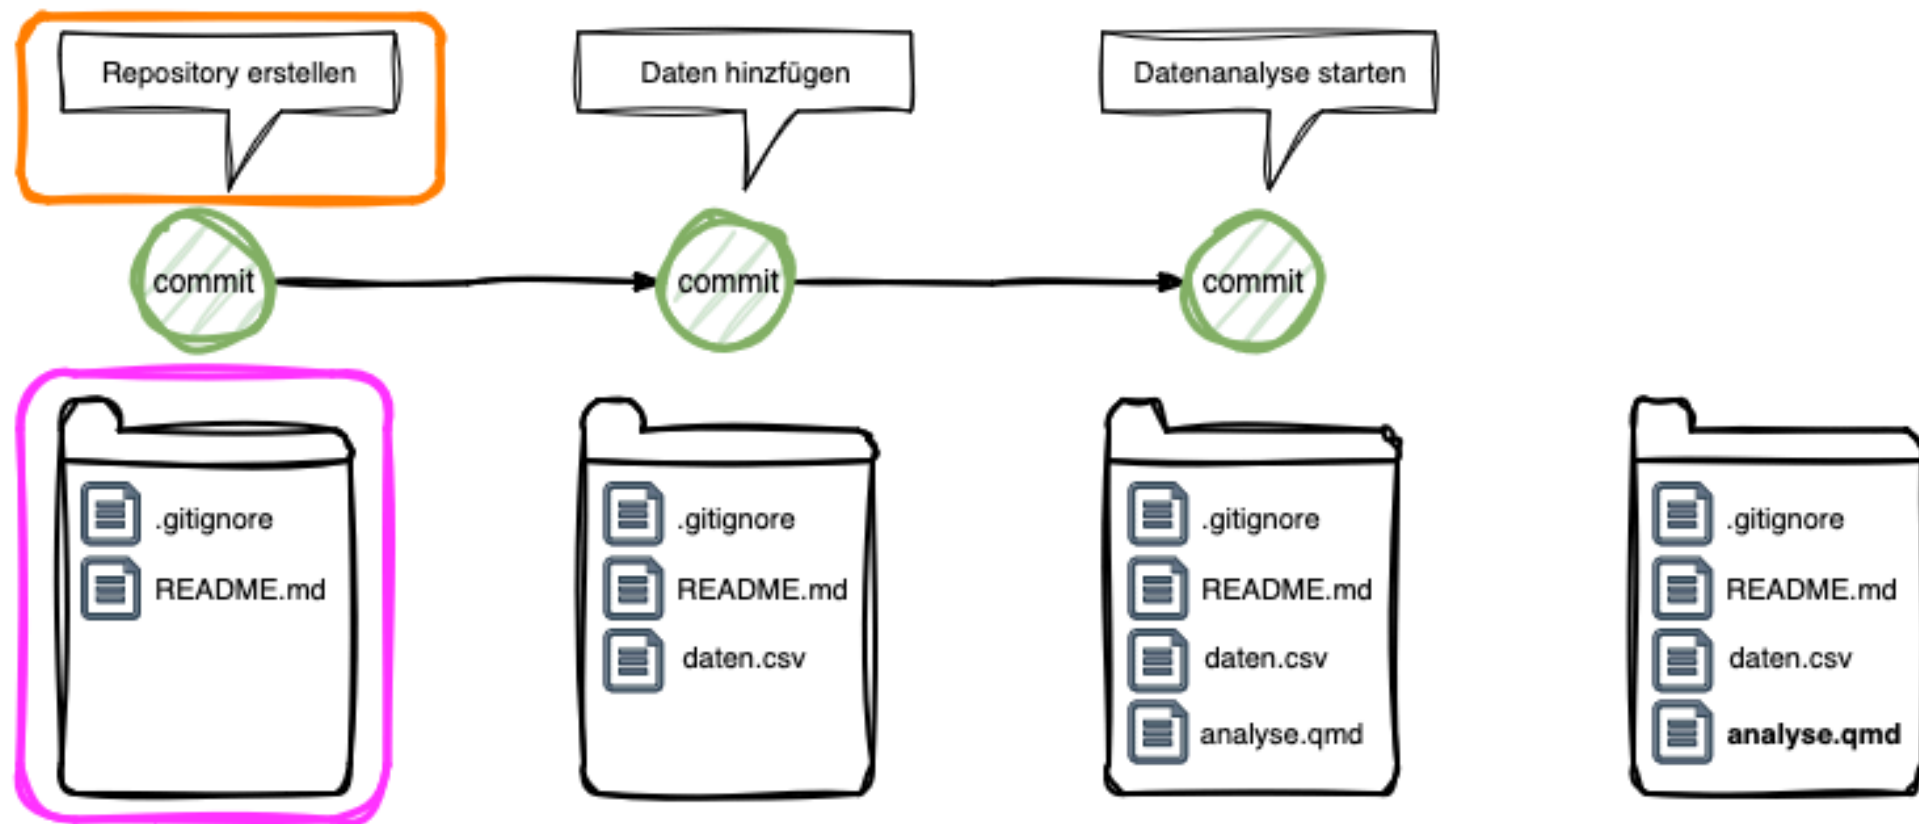 Repository erstellen
Daten hinzfügen
Datenanalyse starten
commit
commit
commit
.gitignore
README.md
.gitignore
README.md
daten.csv
.gitignore
README.md
daten.csv
analyse.qmd
.gitignore
README.md
daten.csv
analyse.qmd